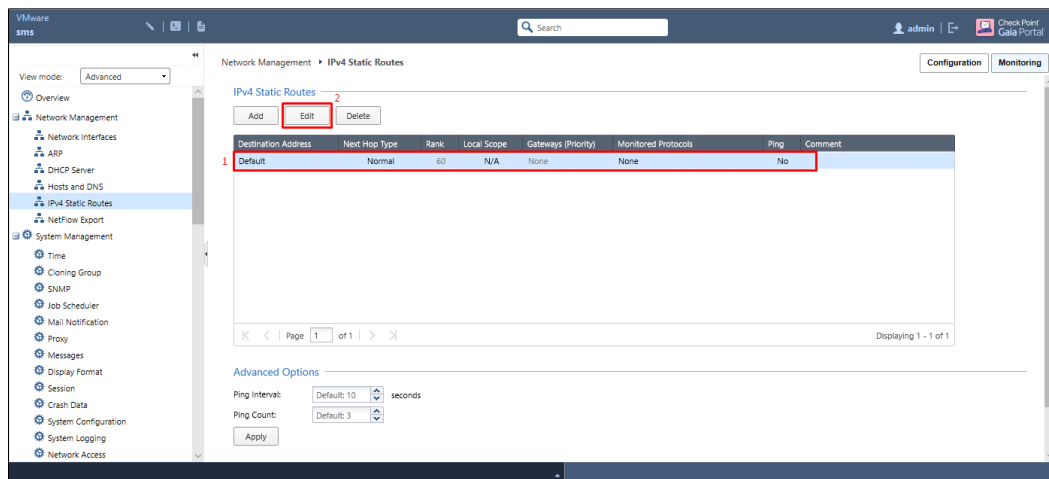 VMware
sms
Search
admin
Check Point
Gaia Portal
Network Management IPv4 Static Routes
Configuration Monitoring
View mode: Advanced
Overview
Network Management
Network Interfaces
ARP
DHCP Server
Hosts and DNS
IPv4 Static Routes
NetFlow Export
System Management
Time
Cloning Group
SNMP
Job Scheduler
Mail Notification
Proxy
Messages
Display Format
Session
Crash Data
System Configuration
System Logging
Network Access
IPv4 Static Routes
2
Add Edit Delete
Destination Address Next Hop Type Rank Local Scope Gateways (Priority) Monitored Protocols Ping Comment
1 Default Normal 60 N/A None None No
Page 1 of 1
Displaying 1 - 1 of 1
Advanced Options
Ping Interval: Default: 10 seconds
Ping Count: Default: 3
Apply